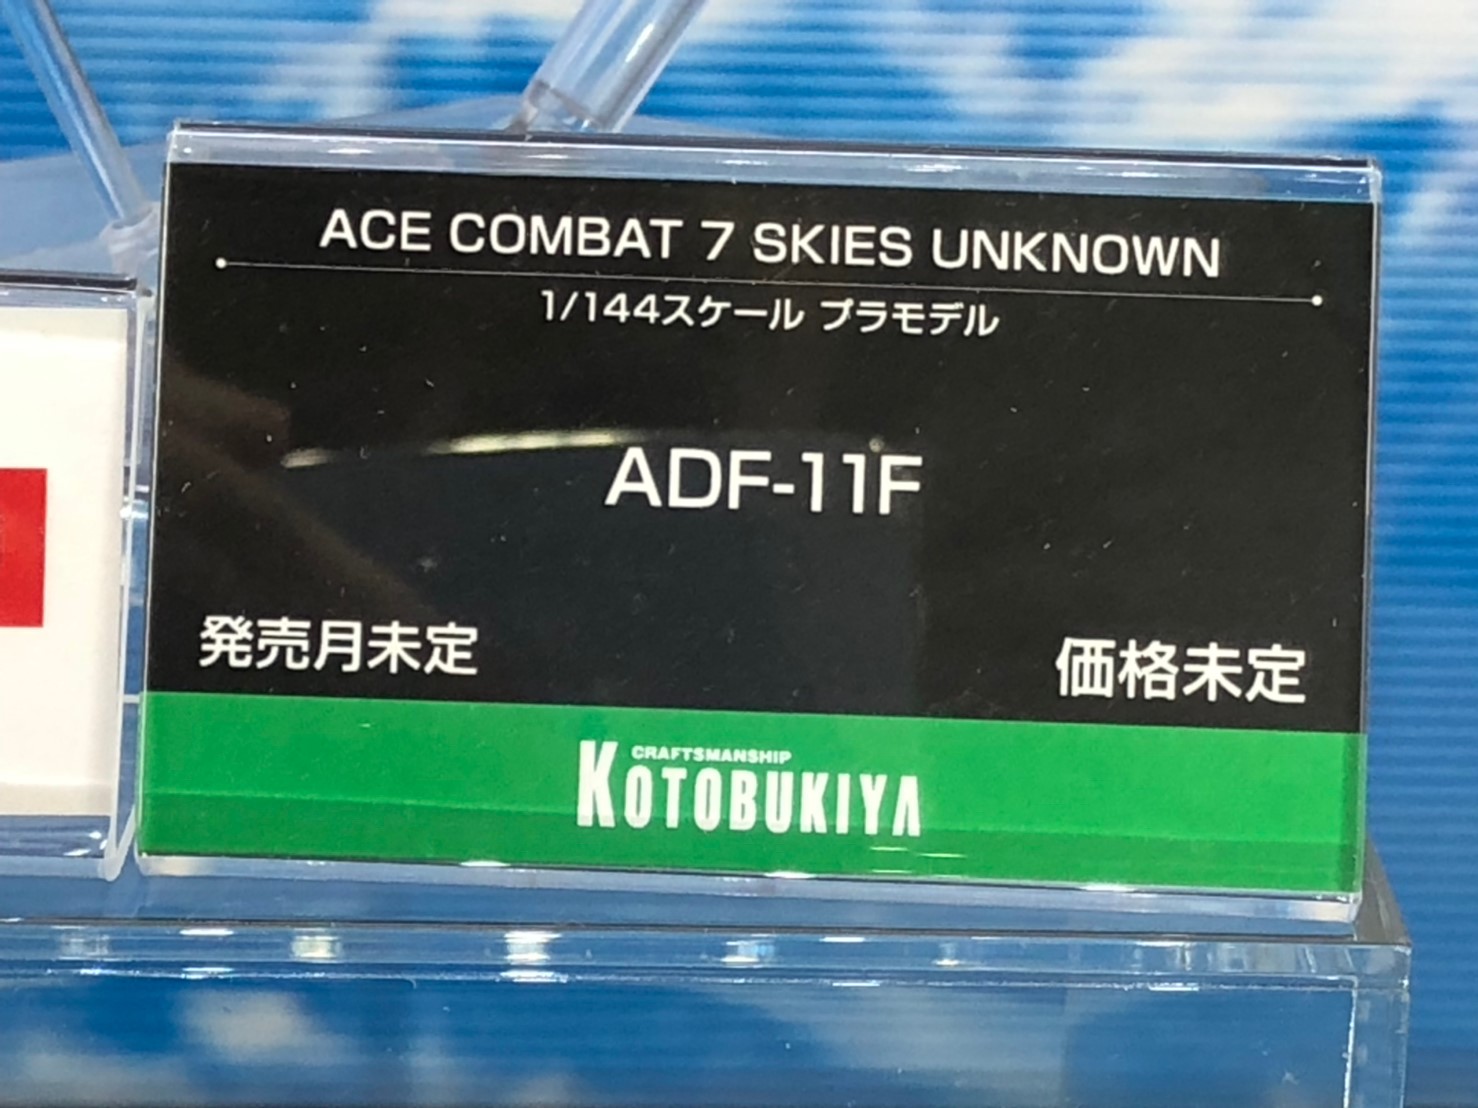 ACE COMBAT 7 SKIES UNKNOWN
1/144スケール プラモデル
ADF-11F
発売月未定
価格未定
CRAFTSMANSHIP
KOTOBUKIYA